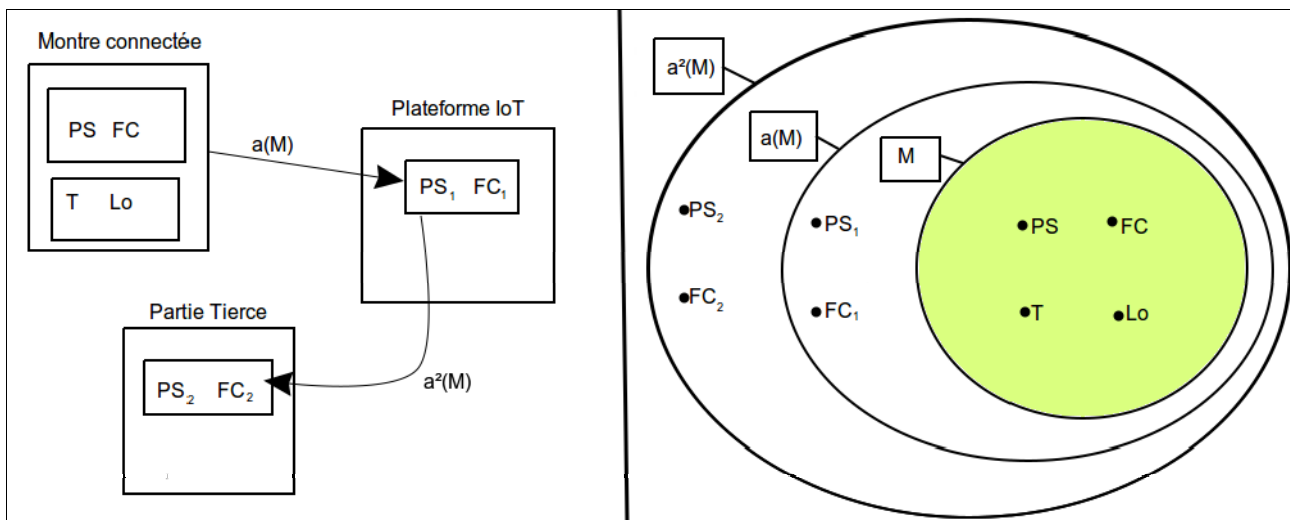 Montre connectée
PS FC
T Lo
a(M)
Plateforme IoT
PS₁ FC₁
Partie Tierce
PS₂ FC₂
a²(M)
a²(M)
a(M)
M
PS₂
PS₁
PS
FC
FC₂
FC₁
T
Lo